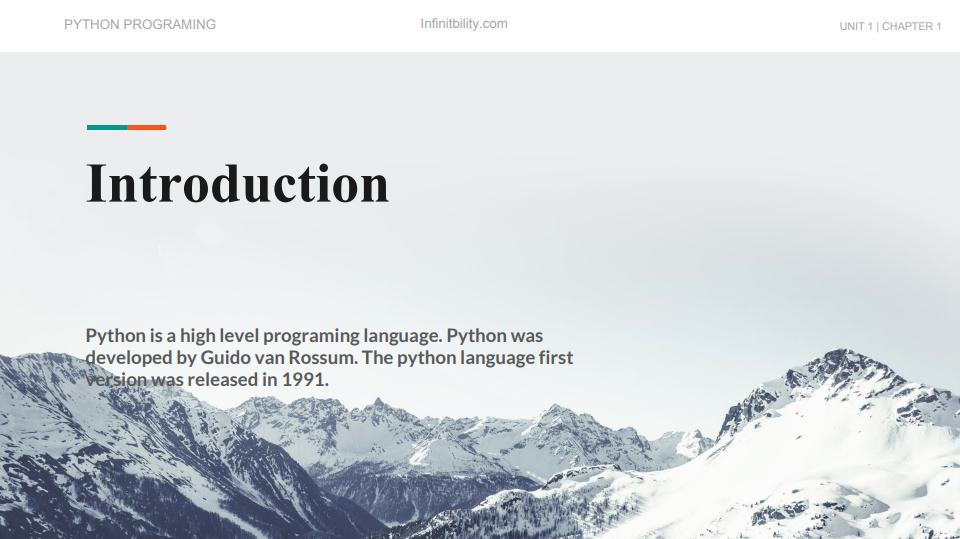 PYTHON PROGRAMING
Infinitbility.com
UNIT 1 | CHAPTER 1
Introduction
Python is a high level programing language. Python was
developed by Guido van Rossum. The python language first
version was released in 1991.